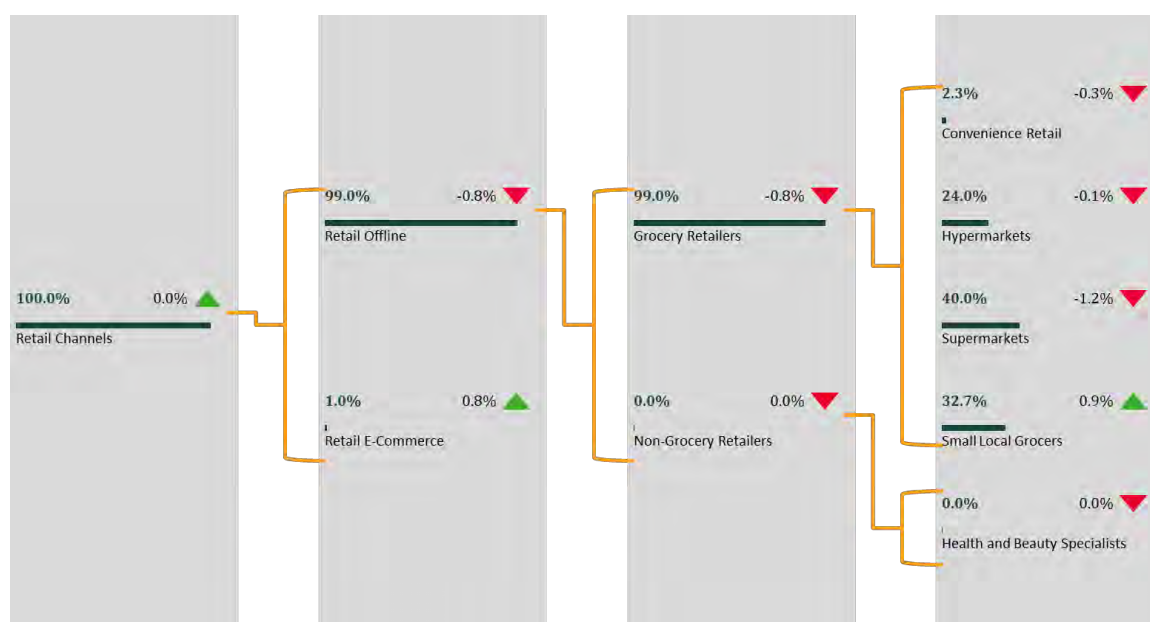 100.0% 0.0%
Retail Channels
99.0% -0.8%
Retail Offline
1.0% 0.8%
Retail E-Commerce
99.0% -0.8%
Grocery Retailers
0.0% 0.0%
Non-Grocery Retailers
2.3% -0.3%
Convenience Retail
24.0% -0.1%
Hypermarkets
40.0% -1.2%
Supermarkets
32.7% 0.9%
Small Local Grocers
0.0% 0.0%
Health and Beauty Specialists